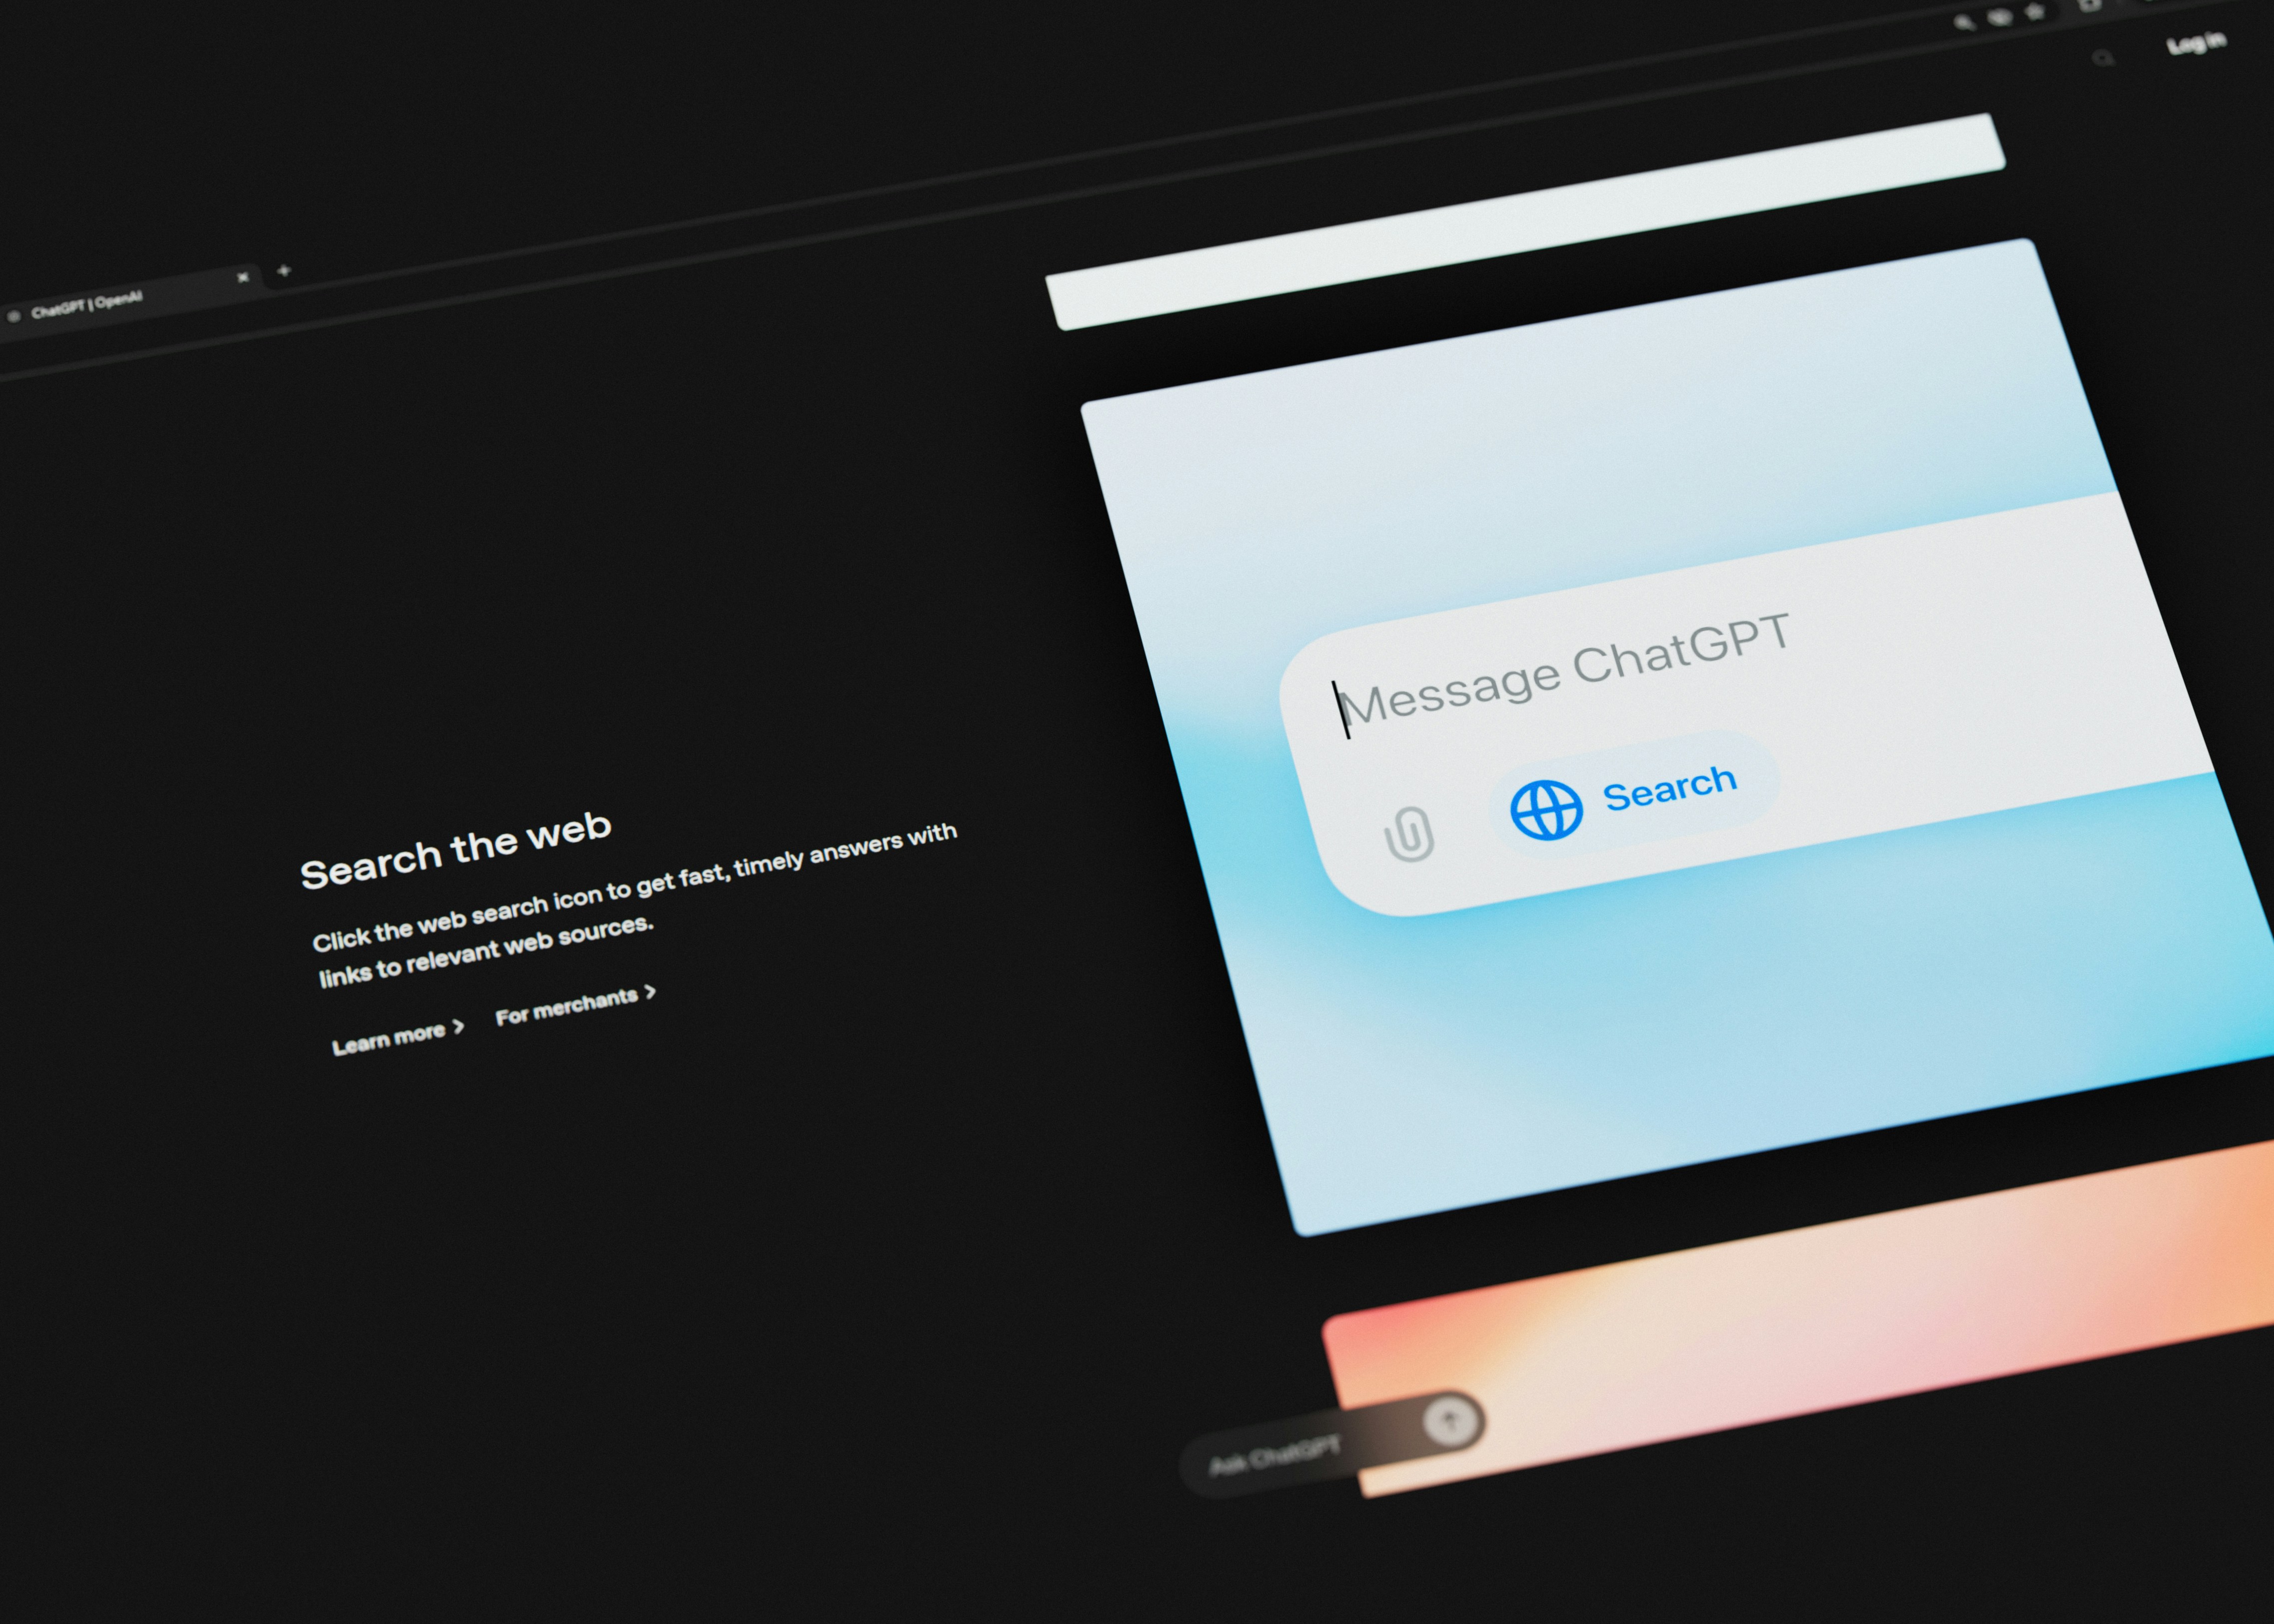 Log in
ChatGPT | OpenAI
Message ChatGPT
Search
Search the web
Click the web search icon to get fast, timely answers with
links to relevant web sources.
Learn more
For merchants
Ask ChatGPT